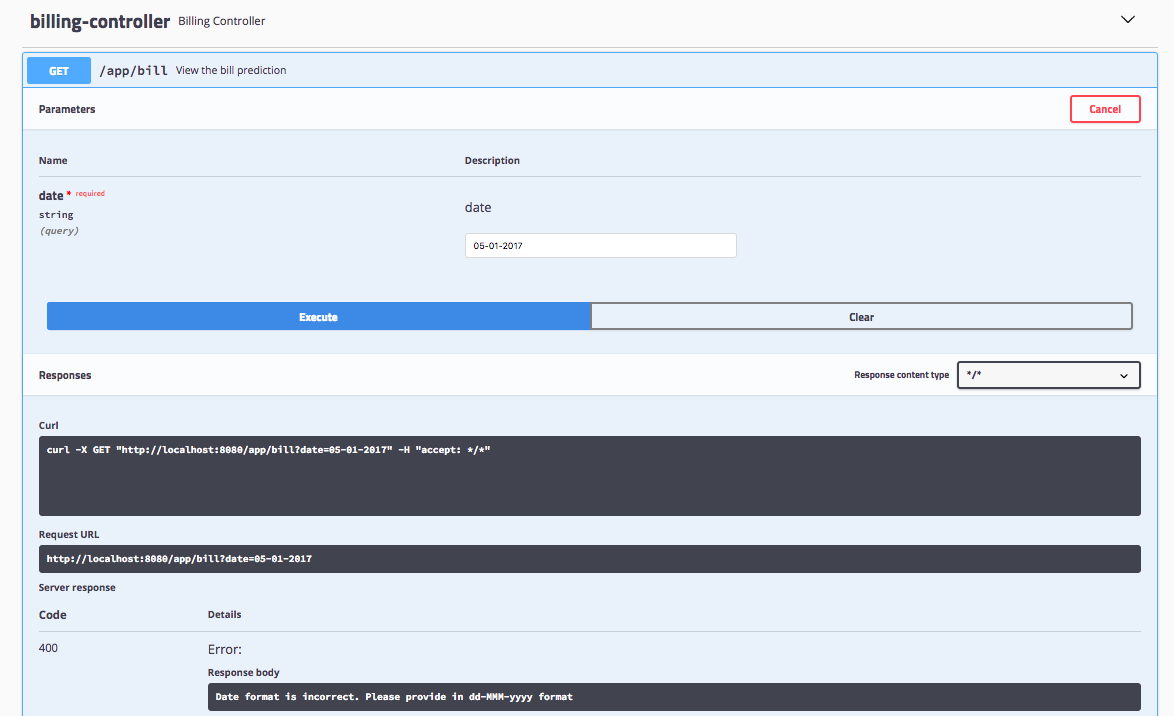 billing-controller Billing Controller
GET /app/bill View the bill prediction
Parameters Cancel
Name Description
date * required
string
(query)
date
05-01-2017
Execute Clear
Responses Response content type */*
Curl
curl -X GET "http://localhost:8080/app/bill?date=05-01-2017" -H "accept: */*"
Request URL
http://localhost:8080/app/bill?date=05-01-2017
Server response
Code Details
400 Error:
Response body
Date format is incorrect. Please provide in dd-MMM-yyyy format